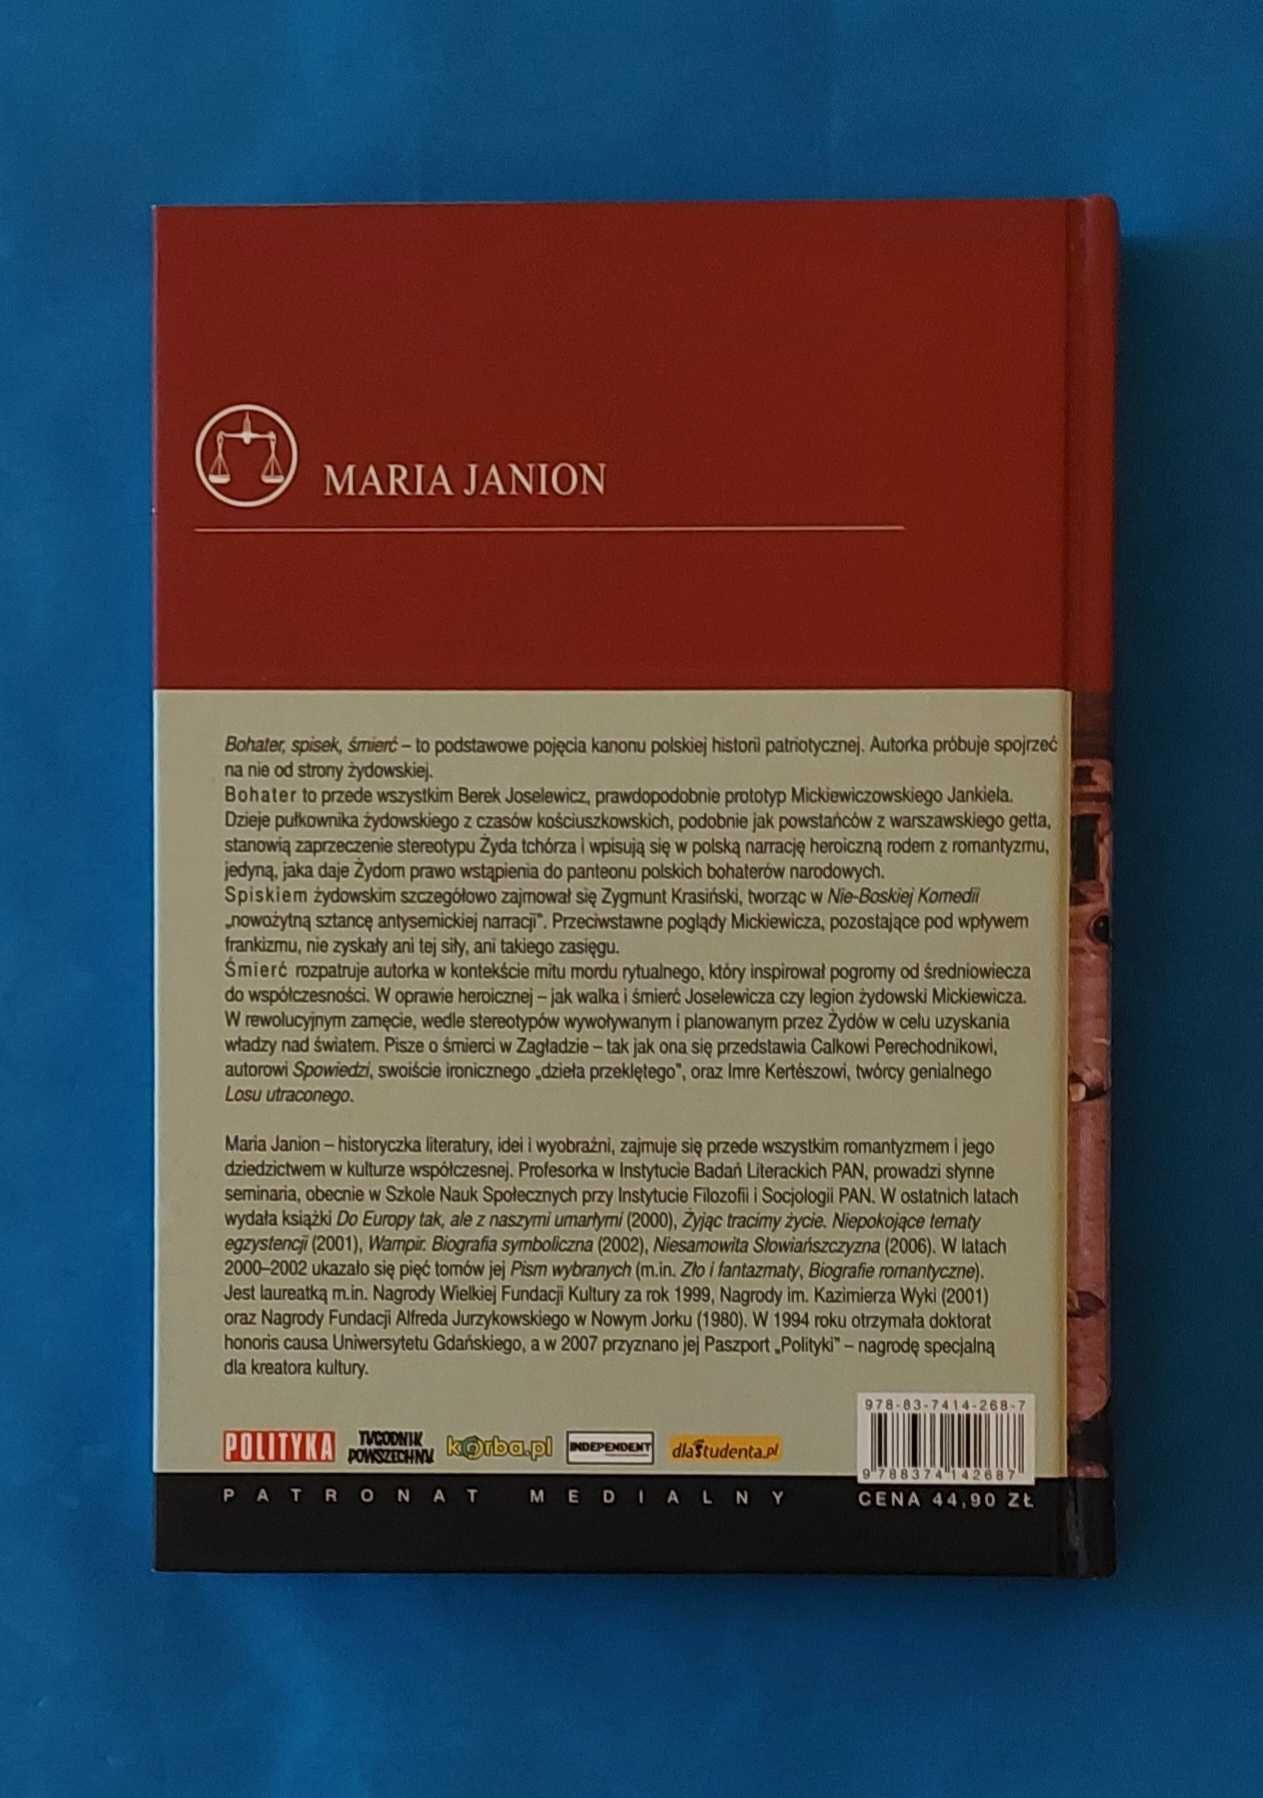 MARIA JANION
Bohater, spisek, śmierć – to podstawowe pojęcia kanonu polskiej historii patriotycznej. Autorka próbuje spojrzeć
na nie od strony żydowskiej.
Bohater to przede wszystkim Berek Joselewicz, prawdopodobnie prototyp Mickiewiczowskiego Jankiela.
Dzieje pułkownika żydowskiego z czasów kościuszkowskich, podobnie jak powstańców z warszawskiego getta,
stanowią zaprzeczenie stereotypu Żyda tchórza i wpisują się w polską narrację heroiczną rodem z romantyzmu,
jedyną, jaka daje Żydom prawo wstąpienia do panteonu polskich bohaterów narodowych.
Spiskiem żydowskim szczegółowo zajmował się Zygmunt Krasiński, tworząc w Nie-Boskiej Komedii
„nowożytną sztancę antysemickiej narracji". Przeciwstawne poglądy Mickiewicza, pozostające pod wpływem
frankizmu, nie zyskały ani tej siły, ani takiego zasięgu.
Śmierć rozpatruje autorka w kontekście mitu mordu rytualnego, który inspirował pogromy od średniowiecza
do współczesności. W oprawie heroicznej – jak walka i śmierć Joselewicza czy legion żydowski Mickiewicza.
W rewolucyjnym zamęcie, wedle stereotypów wywoływanym i planowanym przez Żydów w celu uzyskania
władzy nad światem. Pisze o śmierci w Zagładzie – tak jak ona się przedstawia Calkowi Perechodnikowi,
autorowi Spowiedzi, swoiście ironicznego „dzieła przeklętego", oraz Imre Kertészowi, twórcy genialnego
Losu utraconego.
Maria Janion – historyczka literatury, idei i wyobraźni, zajmuje się przede wszystkim romantyzmem i jego
dziedzictwem w kulturze współczesnej. Profesorka w Instytucie Badań Literackich PAN, prowadzi słynne
seminaria, obecnie w Szkole Nauk Społecznych przy Instytucie Filozofii i Socjologii PAN. W ostatnich latach
wydała książki Do Europy tak, ale z naszymi umarłymi (2000), Żyjąc tracimy życie. Niepokojące tematy
egzystencji (2001), Wampir. Biografia symboliczna (2002), Niesamowita Słowiańszczyzna (2006). W latach
2000–2002 ukazało się pięć tomów jej Pism wybranych (m.in. Zło i fantazmaty, Biografie romantyczne).
Jest laureatką m.in. Nagrody Wielkiej Fundacji Kultury za rok 1999, Nagrody im. Kazimierza Wyki (2001)
oraz Nagrody Fundacji Alfreda Jurzykowskiego w Nowym Jorku (1980). W 1994 roku otrzymała doktorat
honoris causa Uniwersytetu Gdańskiego, a w 2007 przyznano jej Paszport „Polityki" – nagrodę specjalną
dla kreatora kultury.
978-83-7414-268-7
POLITYKA TYGODNIK POWSZECHNY korba.pl INDEPENDENT dlaStudenta.pl
9 788374 142687
PATRONAT MEDIALNY CENA 44,90 ZŁ